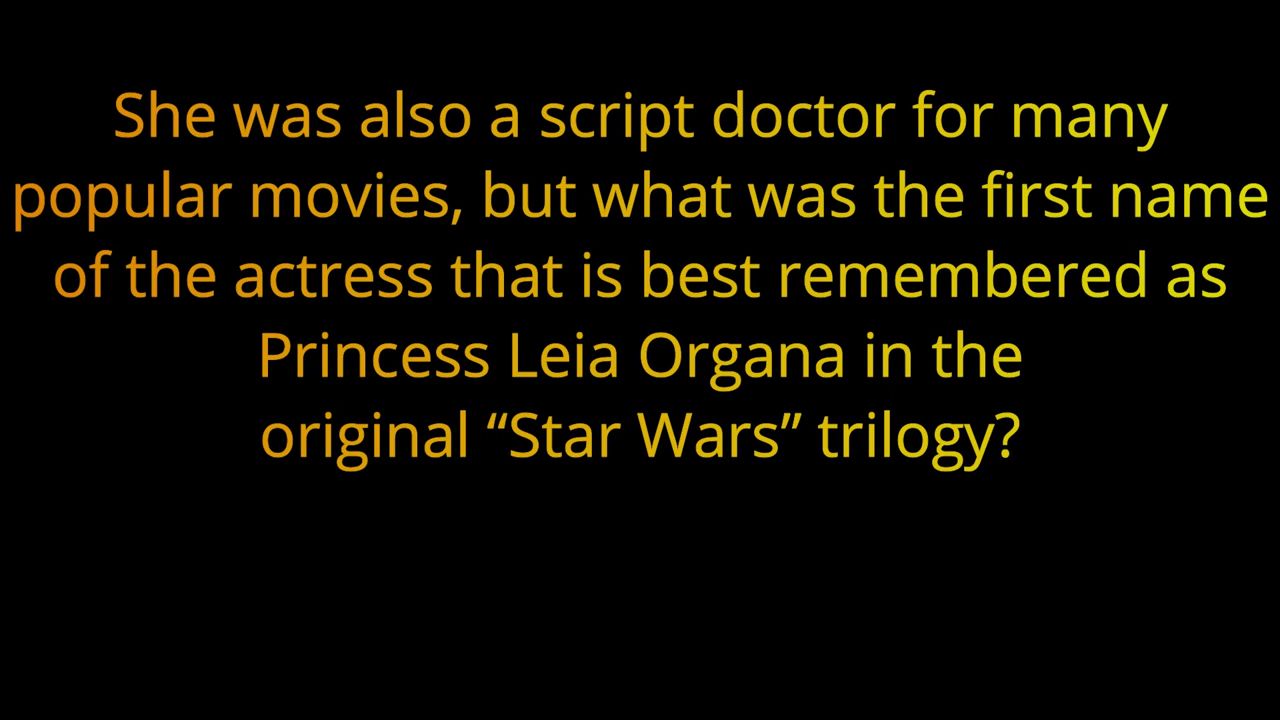 She was also a script doctor for many
popular movies, but what was the first name
of the actress that is best remembered as
Princess Leia Organa in the
original “Star Wars” trilogy?